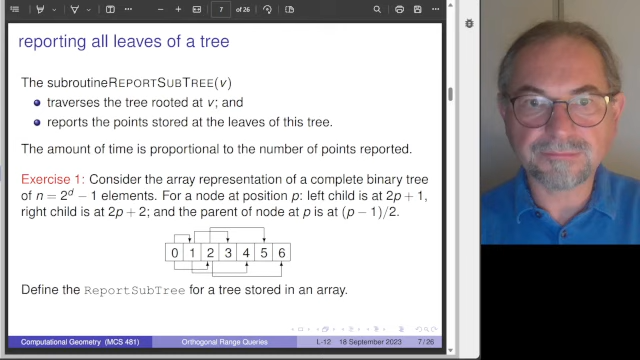 7 of 26
reporting all leaves of a tree
The subroutineREPORTSUBTREE(v)
traverses the tree rooted at v; and
reports the points stored at the leaves of this tree.
The amount of time is proportional to the number of points reported.
Exercise 1: Consider the array representation of a complete binary tree
of n = 2^d − 1 elements. For a node at position p: left child is at 2p + 1,
right child is at 2p + 2; and the parent of node at p is at (p − 1)/2.
0 1 2 3 4 5 6
Define the ReportSubTree for a tree stored in an array.
Computational Geometry (MCS 481) Orthogonal Range Queries L-12 18 September 2023 7 / 26